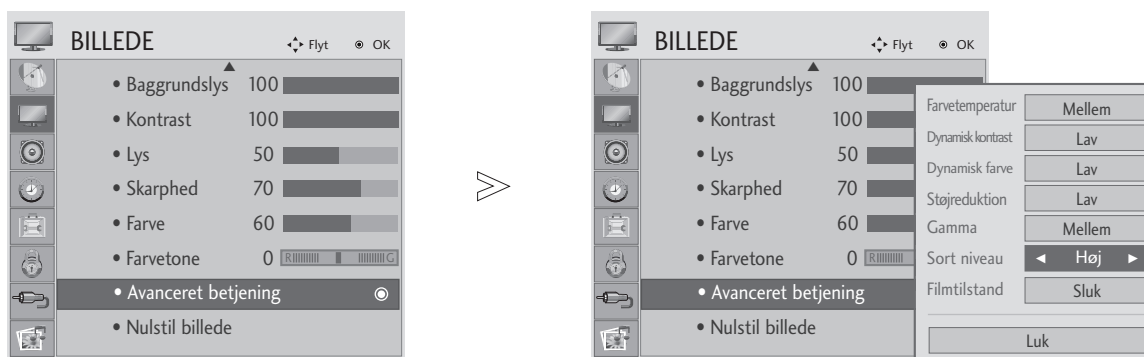 BILLEDE Flyt OK
• Baggrundslys 100
• Kontrast 100
• Lys 50
• Skarphed 70
• Farve 60
• Farvetone 0 R G
• Avanceret betjening
• Nulstil billede
BILLEDE Flyt OK
• Baggrundslys 100
• Kontrast 100
• Lys 50
• Skarphed 70
• Farve 60
• Farvetone 0 R
• Avanceret betjening
• Nulstil billede
Farvetemperatur Mellem
Dynamisk kontrast Lav
Dynamisk farve Lav
Støjreduktion Lav
Gamma Mellem
Sort niveau ◄ Høj ►
Filmtilstand Sluk
Luk